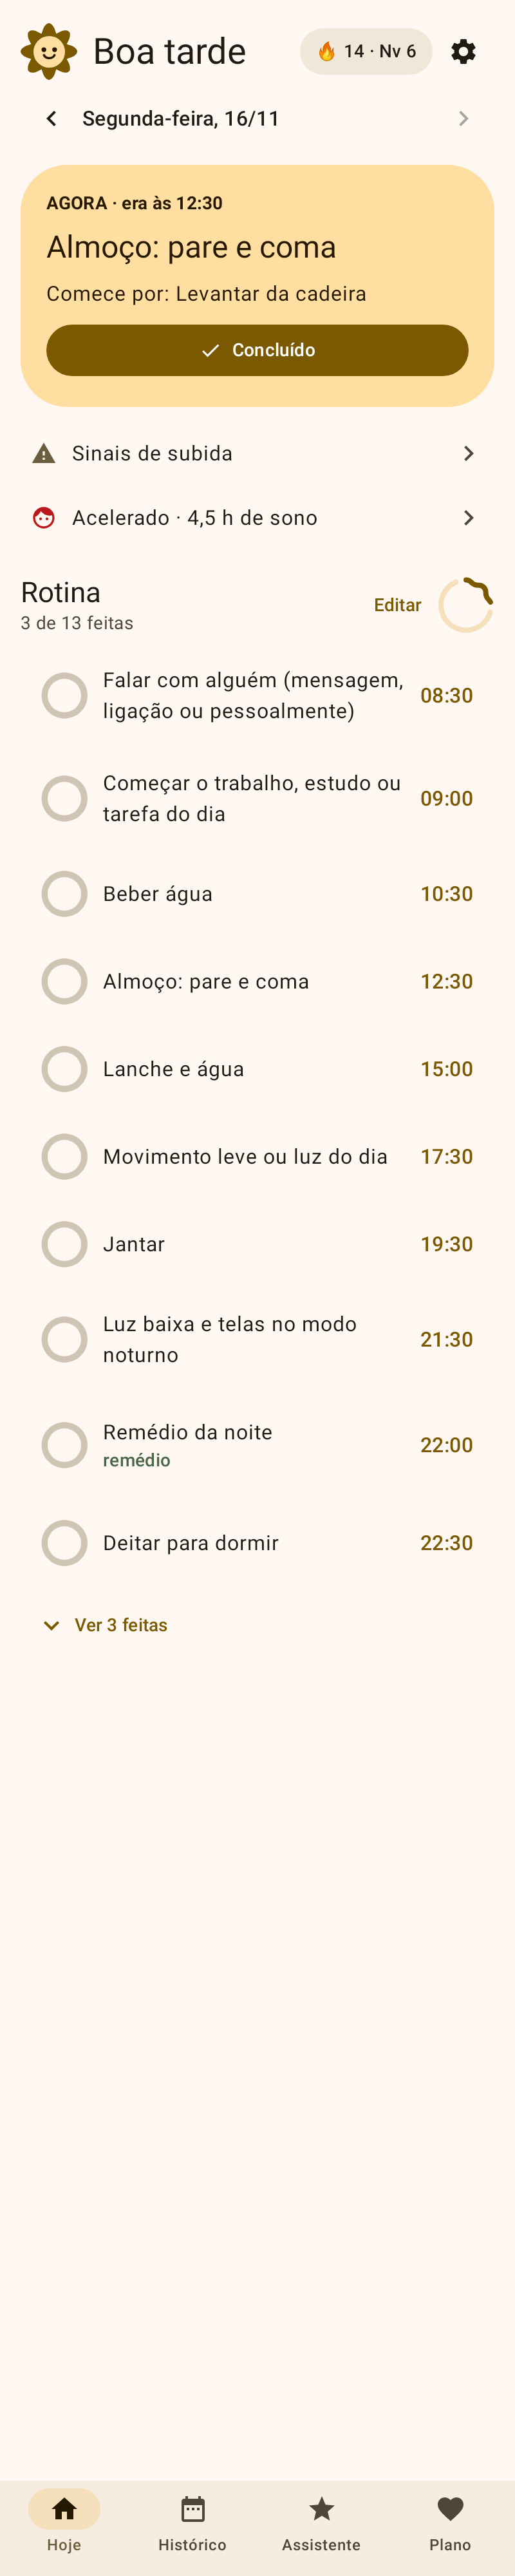 Boa tarde
🔥 14 · Nv 6
Segunda-feira, 16/11
AGORA · era às 12:30
Almoço: pare e coma
Comece por: Levantar da cadeira
Concluído
Sinais de subida
Acelerado · 4,5 h de sono
Rotina
3 de 13 feitas
Editar
Falar com alguém (mensagem,
ligação ou pessoalmente)
08:30
Começar o trabalho, estudo ou
tarefa do dia
09:00
Beber água
10:30
Almoço: pare e coma
12:30
Lanche e água
15:00
Movimento leve ou luz do dia
17:30
Jantar
19:30
Luz baixa e telas no modo
noturno
21:30
Remédio da noite
remédio
22:00
Deitar para dormir
22:30
Ver 3 feitas
Hoje
Histórico
Assistente
Plano